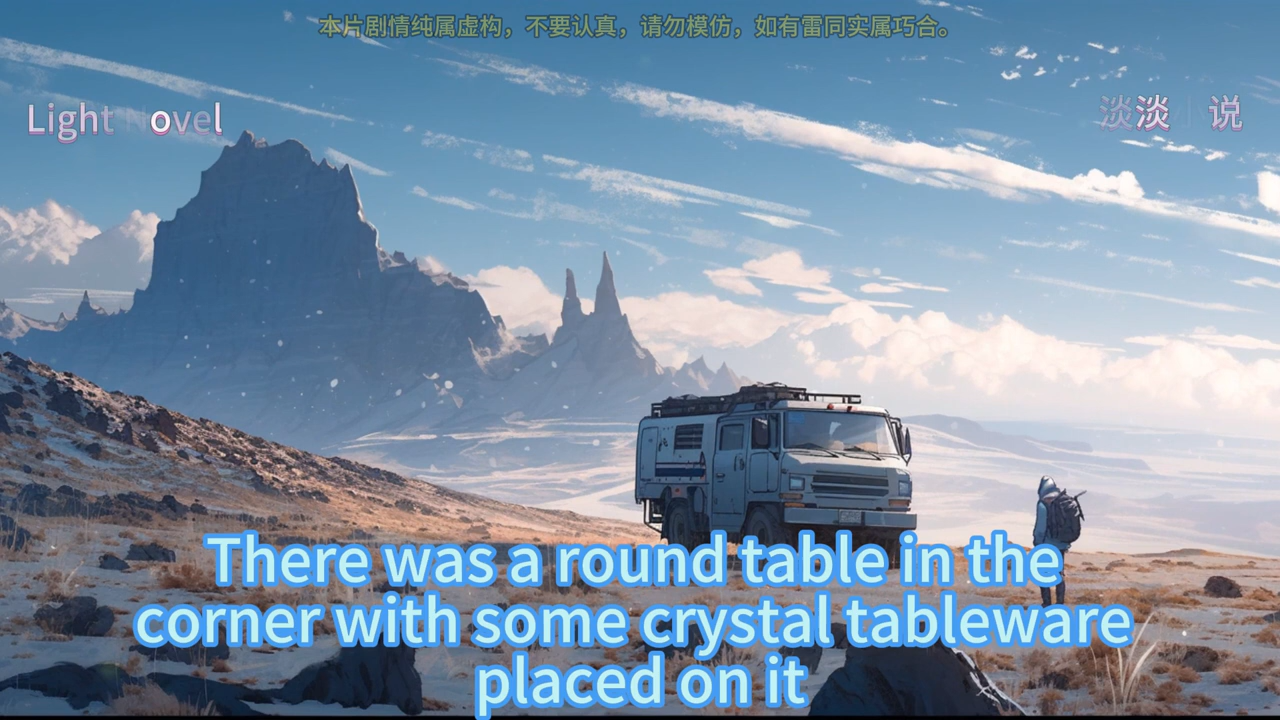 本片剧情纯属虚构，不要认真，请勿模仿，如有雷同实属巧合。
Light Novel
淡淡小说
There was a round table in the
corner with some crystal tableware
placed on it